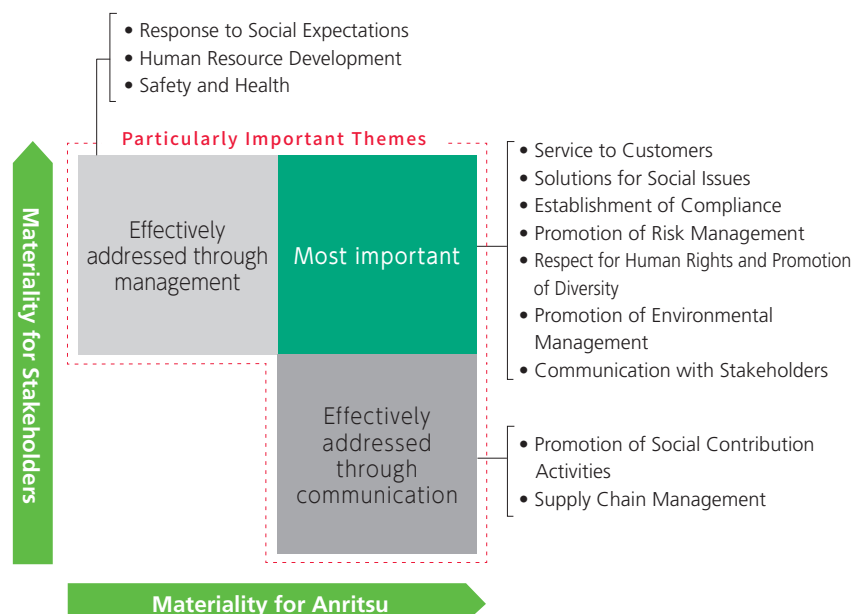 • Response to Social Expectations
• Human Resource Development
• Safety and Health
Particularly Important Themes
Materiality for Stakeholders
Effectively
addressed through
management
Most important
• Service to Customers
• Solutions for Social Issues
• Establishment of Compliance
• Promotion of Risk Management
• Respect for Human Rights and Promotion
of Diversity
• Promotion of Environmental
Management
• Communication with Stakeholders
Effectively
addressed
through
communication
• Promotion of Social Contribution
Activities
• Supply Chain Management
Materiality for Anritsu